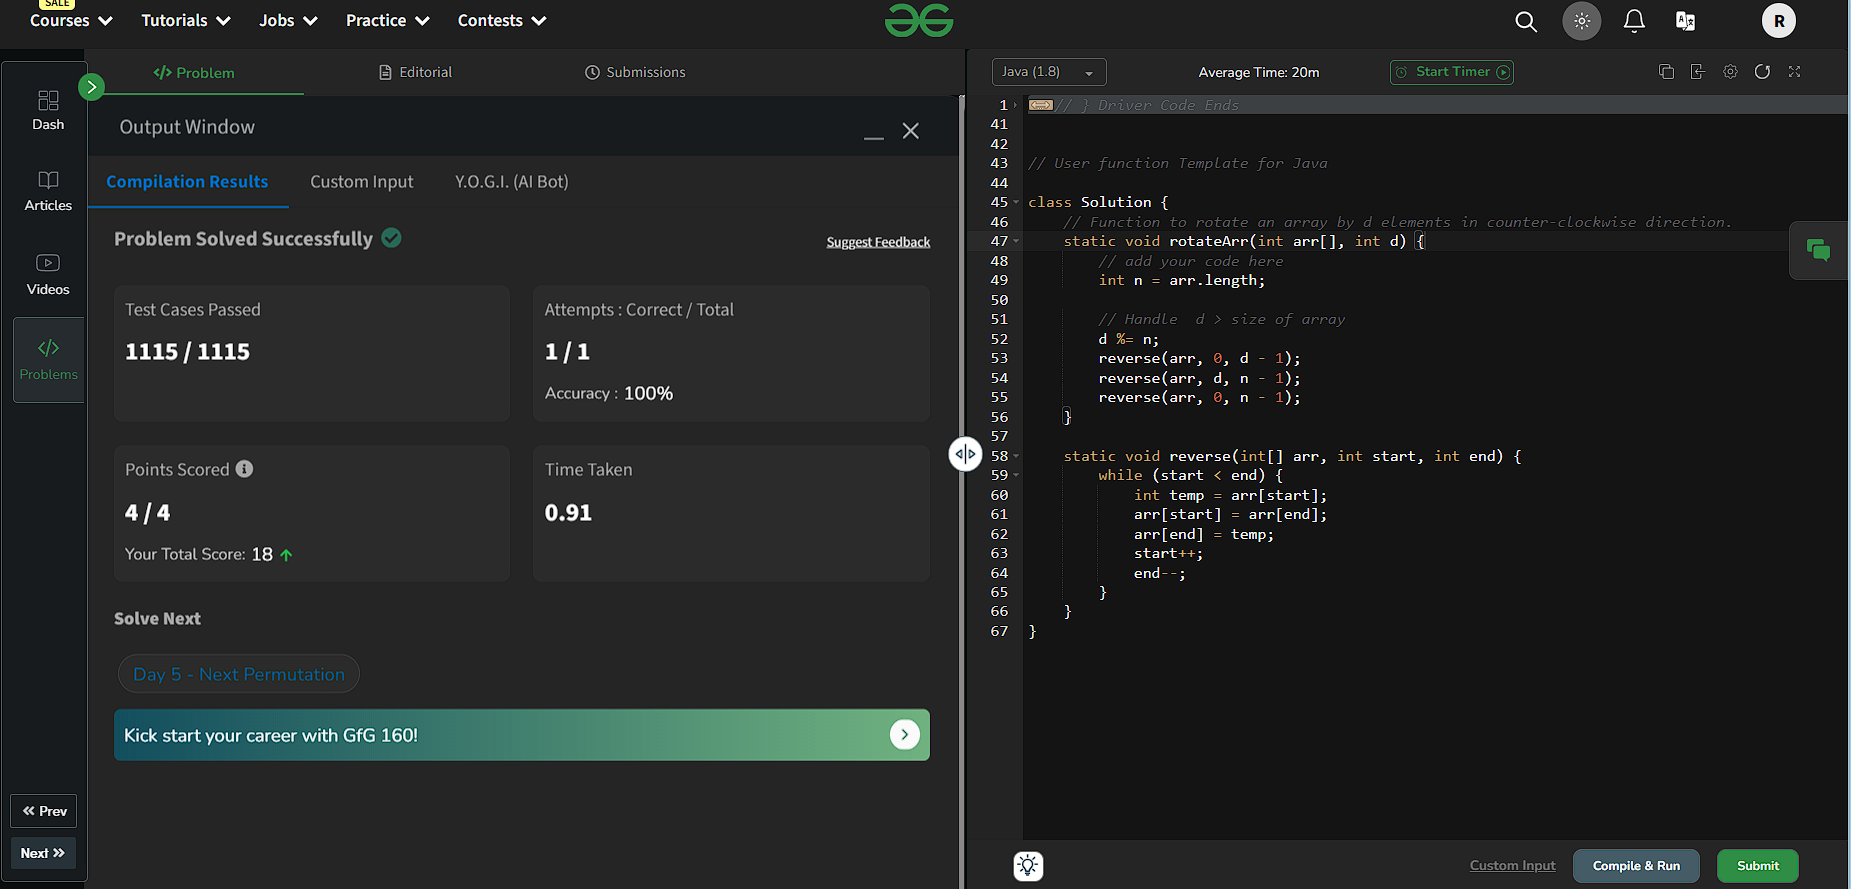 SALE
Courses Tutorials Jobs Practice Contests
R
Dash
Articles
Videos
</>
Problems
Prev
Next
</> Problem Editorial Submissions
Output Window
Compilation Results Custom Input Y.O.G.I. (AI Bot)
Problem Solved Successfully
Suggest Feedback
Test Cases Passed
1115 / 1115
Attempts : Correct / Total
1 / 1
Accuracy : 100%
Points Scored
4 / 4
Your Total Score: 18
Time Taken
0.91
Solve Next
Day 5 - Next Permutation
Kick start your career with GfG 160!
Java (1.8) Average Time: 20m Start Timer
1 // } Driver Code Ends
41
42
43 // User function Template for Java
44
45 class Solution {
46 // Function to rotate an array by d elements in counter-clockwise direction.
47 static void rotateArr(int arr[], int d) {
48 // add your code here
49 int n = arr.length;
50
51 // Handle  d > size of array
52 d %= n;
53 reverse(arr, 0, d - 1);
54 reverse(arr, d, n - 1);
55 reverse(arr, 0, n - 1);
56 }
57
58 static void reverse(int[] arr, int start, int end) {
59 while (start < end) {
60 int temp = arr[start];
61 arr[start] = arr[end];
62 arr[end] = temp;
63 start++;
64 end--;
65 }
66 }
67 }
Custom Input Compile & Run Submit